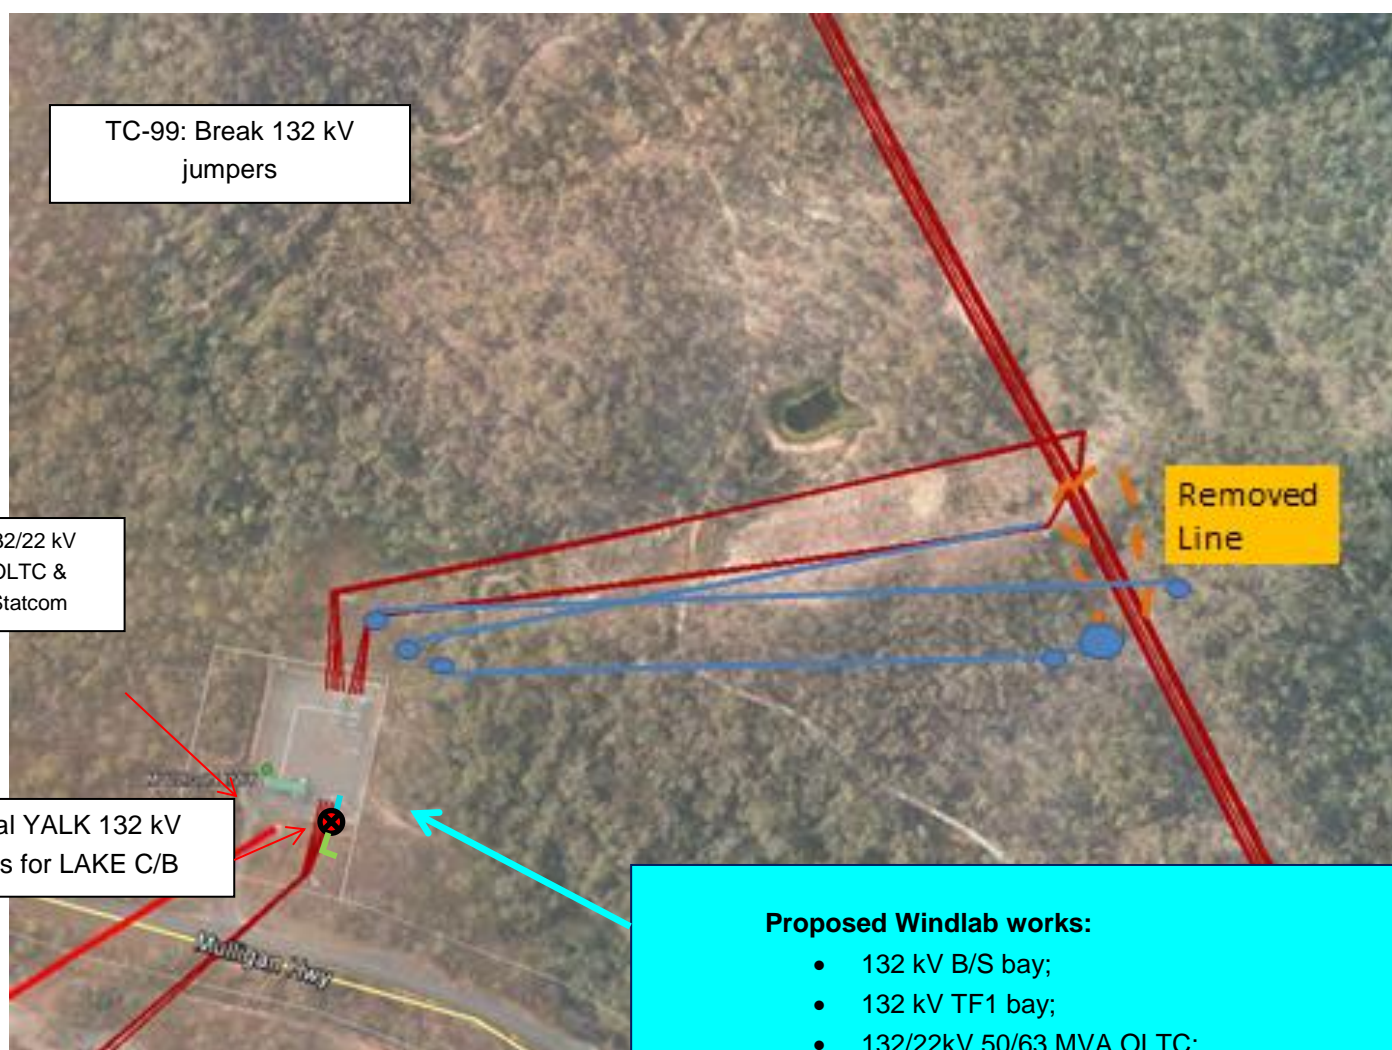 TC-99: Break 132 kV
jumpers
Removed
Line
32/22 kV
OLTC &
Statcom
al YALK 132 kV
s for LAKE C/B
Mulligan Hwy
Proposed Windlab works:
• 132 kV B/S bay;
• 132 kV TF1 bay;
• 132/22kV 50/63 MVA OLTC;